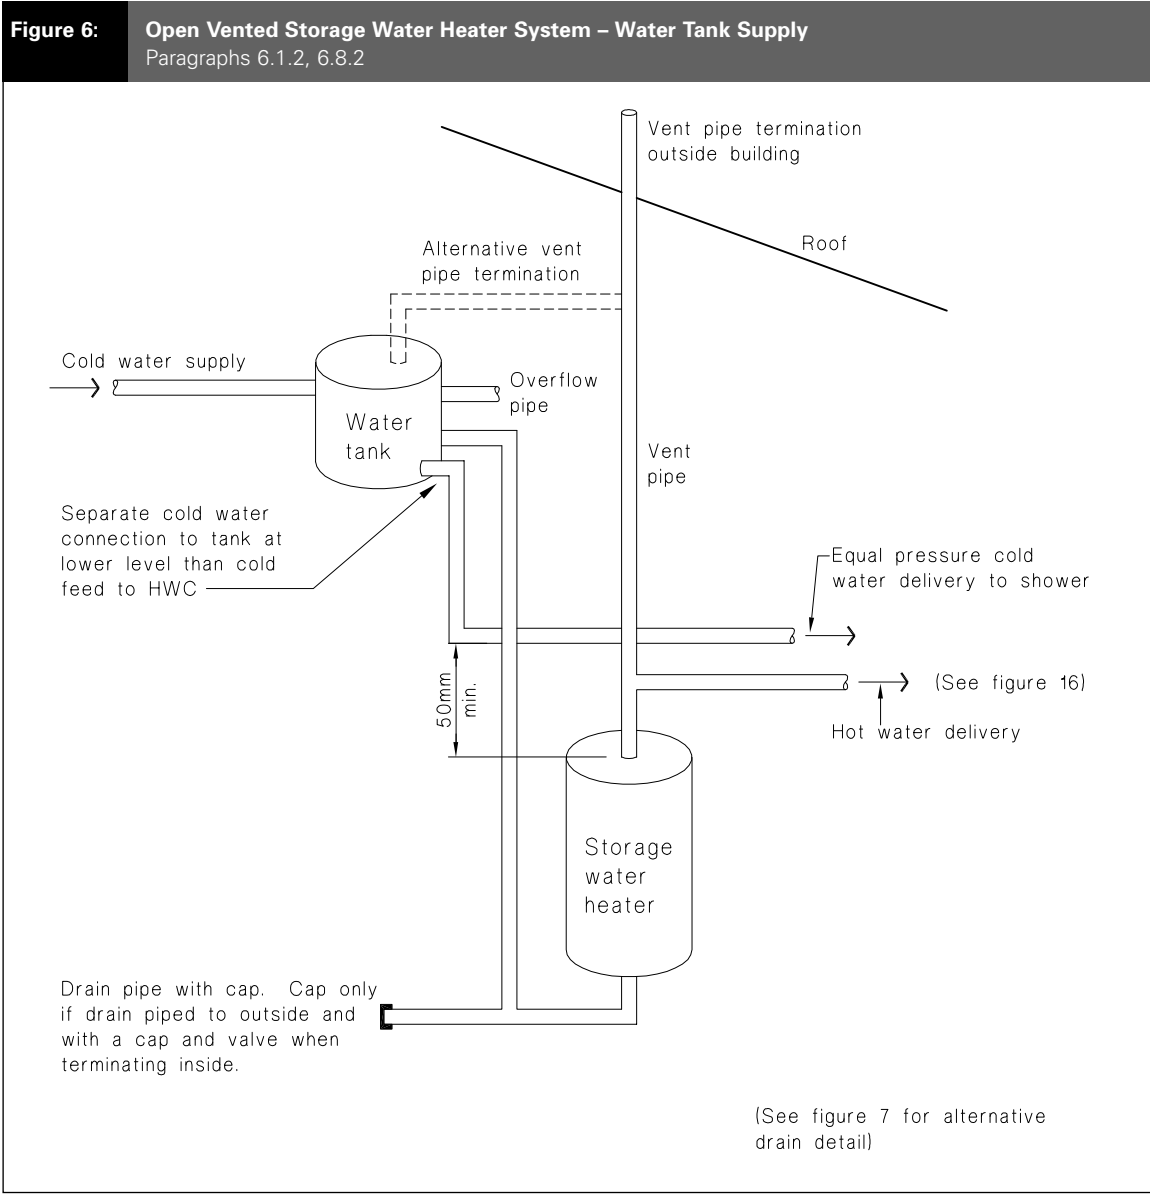 Figure 6:
Open Vented Storage Water Heater System – Water Tank Supply
Paragraphs 6.1.2, 6.8.2
Vent pipe termination
outside building
Roof
Alternative vent
pipe termination
Cold water supply
Overflow
pipe
Water
tank
Vent
pipe
Separate cold water
connection to tank at
lower level than cold
feed to HWC
Equal pressure cold
water delivery to shower
50mm
min.
(See figure 16)
Hot water delivery
Storage
water
heater
Drain pipe with cap. Cap only
if drain piped to outside and
with a cap and valve when
terminating inside.
(See figure 7 for alternative
drain detail)